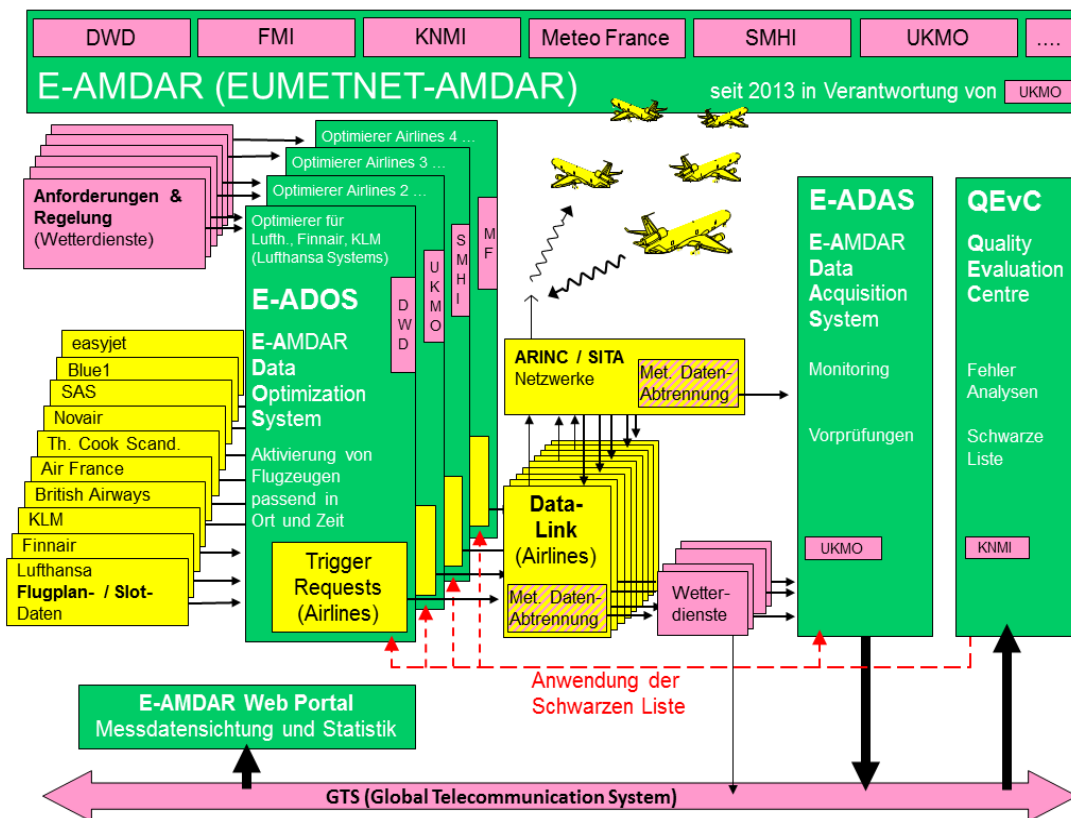 DWD
FMI
KNMI
Meteo France
SMHI
UKMO
....
E-AMDAR (EUMETNET-AMDAR)
seit 2013 in Verantwortung von
UKMO
Anforderungen &
Regelung
(Wetterdienste)
Optimierer Airlines 4 ...
Optimierer Airlines 3 ...
Optimierer Airlines 2 ...
Optimierer für
Lufth., Finnair, KLM
(Lufthansa Systems)
E-ADOS
E-AMDAR
Data
Optimization
System
Aktivierung von
Flugzeugen
passend in
Ort und Zeit
DWD
UKMO
SMHI
MF
Trigger
Requests
(Airlines)
easyjet
Blue1
SAS
Novair
Th. Cook Scand.
Air France
British Airways
KLM
Finnair
Lufthansa
Flugplan- / Slot-
Daten
ARINC / SITA
Netzwerke
Met. Daten-
Abtrennung
Data-
Link
(Airlines)
Met. Daten-
Abtrennung
Wetter-
dienste
E-ADAS
E-AMDAR
Data
Acquisition
System
Monitoring
Vorprüfungen
UKMO
QEvC
Quality
Evaluation
Centre
Fehler
Analysen
Schwarze
Liste
KNMI
Anwendung der
Schwarzen Liste
E-AMDAR Web Portal
Messdatensichtung und Statistik
GTS (Global Telecommunication System)